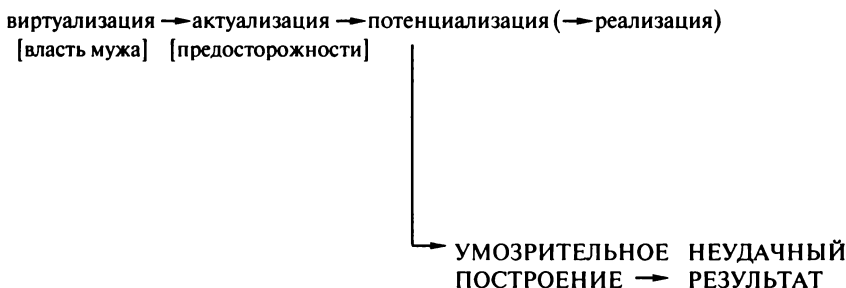 виртуализация → актуализация → потенциализация (→ реализация)
[власть мужа] [предосторожности]
УМОЗРИТЕЛЬНОЕ НЕУДАЧНЫЙ
ПОСТРОЕНИЕ → РЕЗУЛЬТАТ